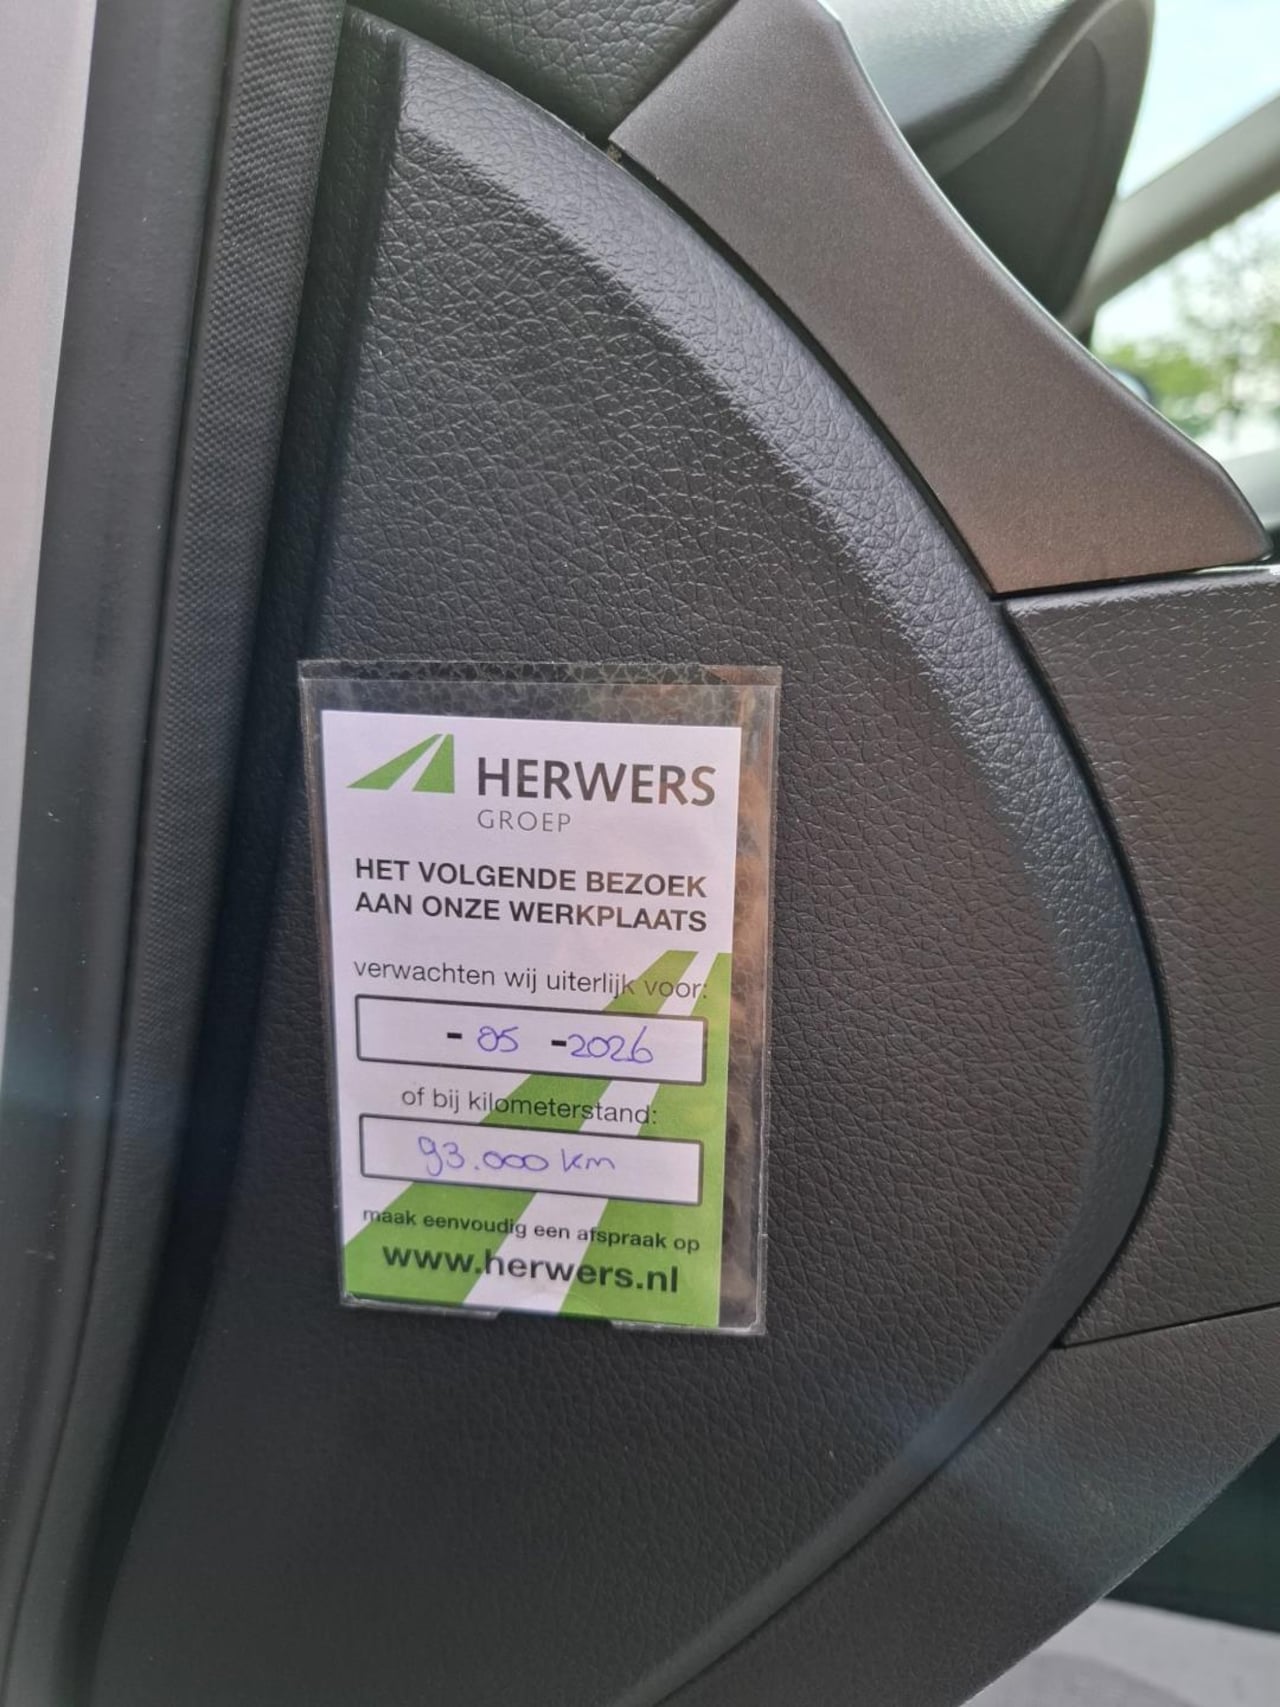 HERWERS
GROEP
HET VOLGENDE BEZOEK
AAN ONZE WERKPLAATS
verwachten wij uiterlijk voor:
- 05 -2026
of bij kilometerstand:
93.000 km
maak eenvoudig een afspraak op
www.herwers.nl